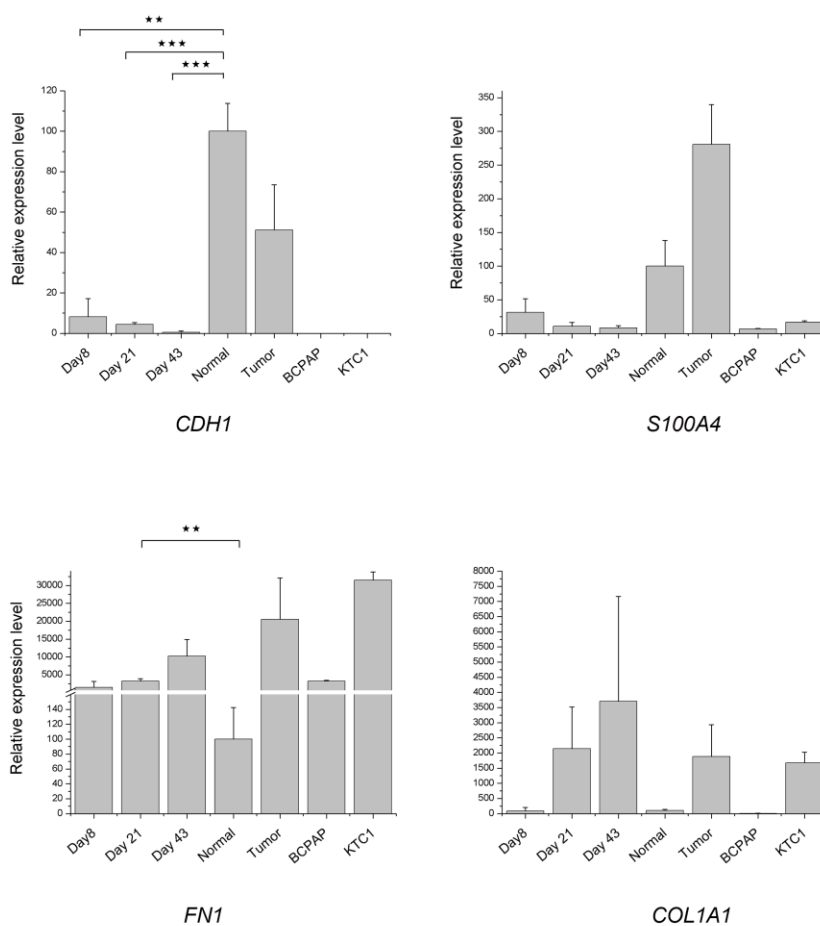 ★★
★★★
★★★
Relative expression level
120
100
80
60
40
20
0
Day8
Day 21
Day 43
Normal
Tumor
BCPAP
KTC1
CDH1
Relative expression level
350
300
250
200
150
100
50
0
Day8
Day21
Day43
Normal
Tumor
BCPAP
KTC1
S100A4
★★
Relative expression level
30000
25000
20000
15000
10000
5000
140
120
100
80
60
40
20
0
Day8
Day 21
Day 43
Normal
Tumor
BCPAP
KTC1
FN1
8000
7500
7000
6500
6000
5500
5000
4500
4000
3500
3000
2500
2000
1500
1000
500
0
Day8
Day 21
Day 43
Normal
Tumor
BCPAP
KTC1
COL1A1